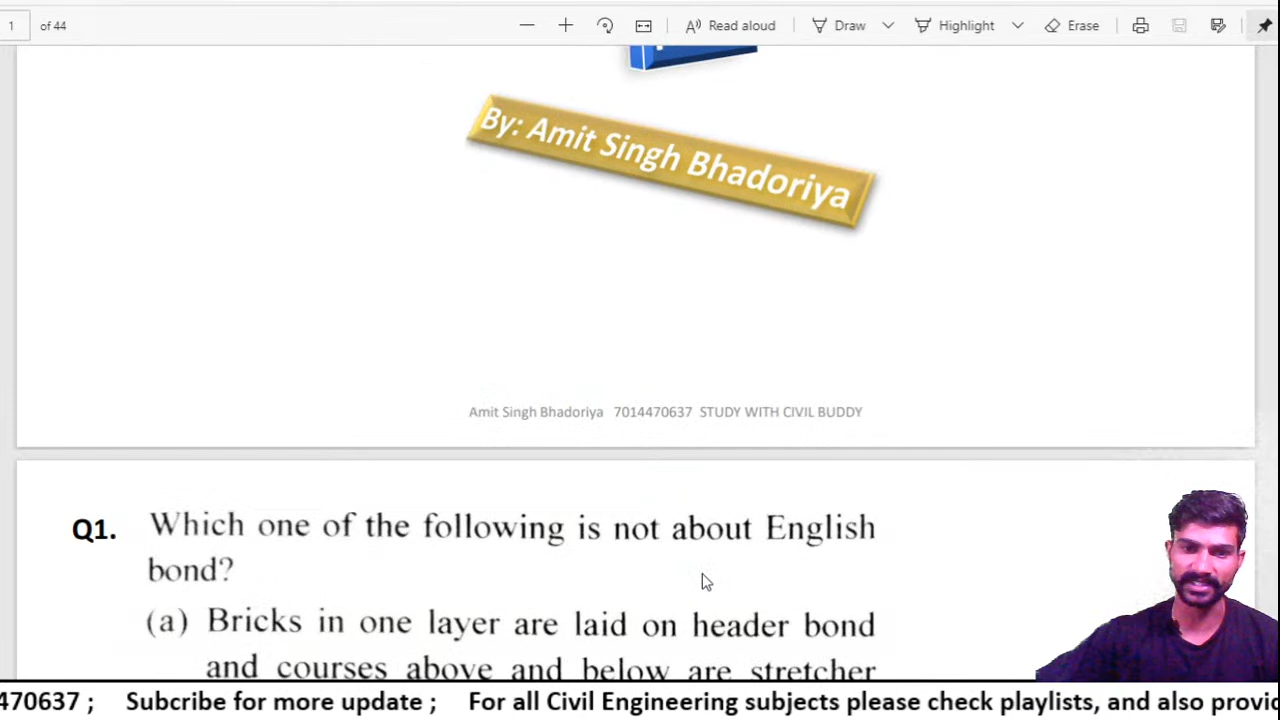 1 of 44 Read aloud Draw Highlight Erase
By: Amit Singh Bhadoriya
Amit Singh Bhadoriya 7014470637 STUDY WITH CIVIL BUDDY
Q1. Which one of the following is not about English
bond?
(a) Bricks in one layer are laid on header bond
and courses above and below are stretcher
470637 ; Subcribe for more update ; For all Civil Engineering subjects please check playlists, and also provid